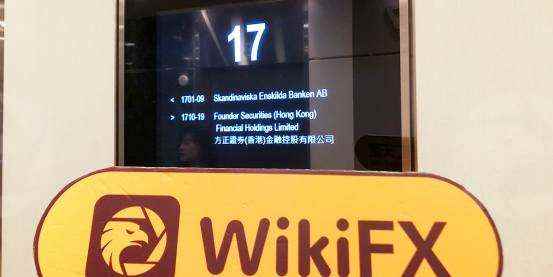 17
< 1701-09 Skandinaviska Enskilda Banken AB
> 1710-19 Founder Securities (Hong Kong)
Financial Holdings Limited
方正證券(香港)金融控股有限公司
WikiFX